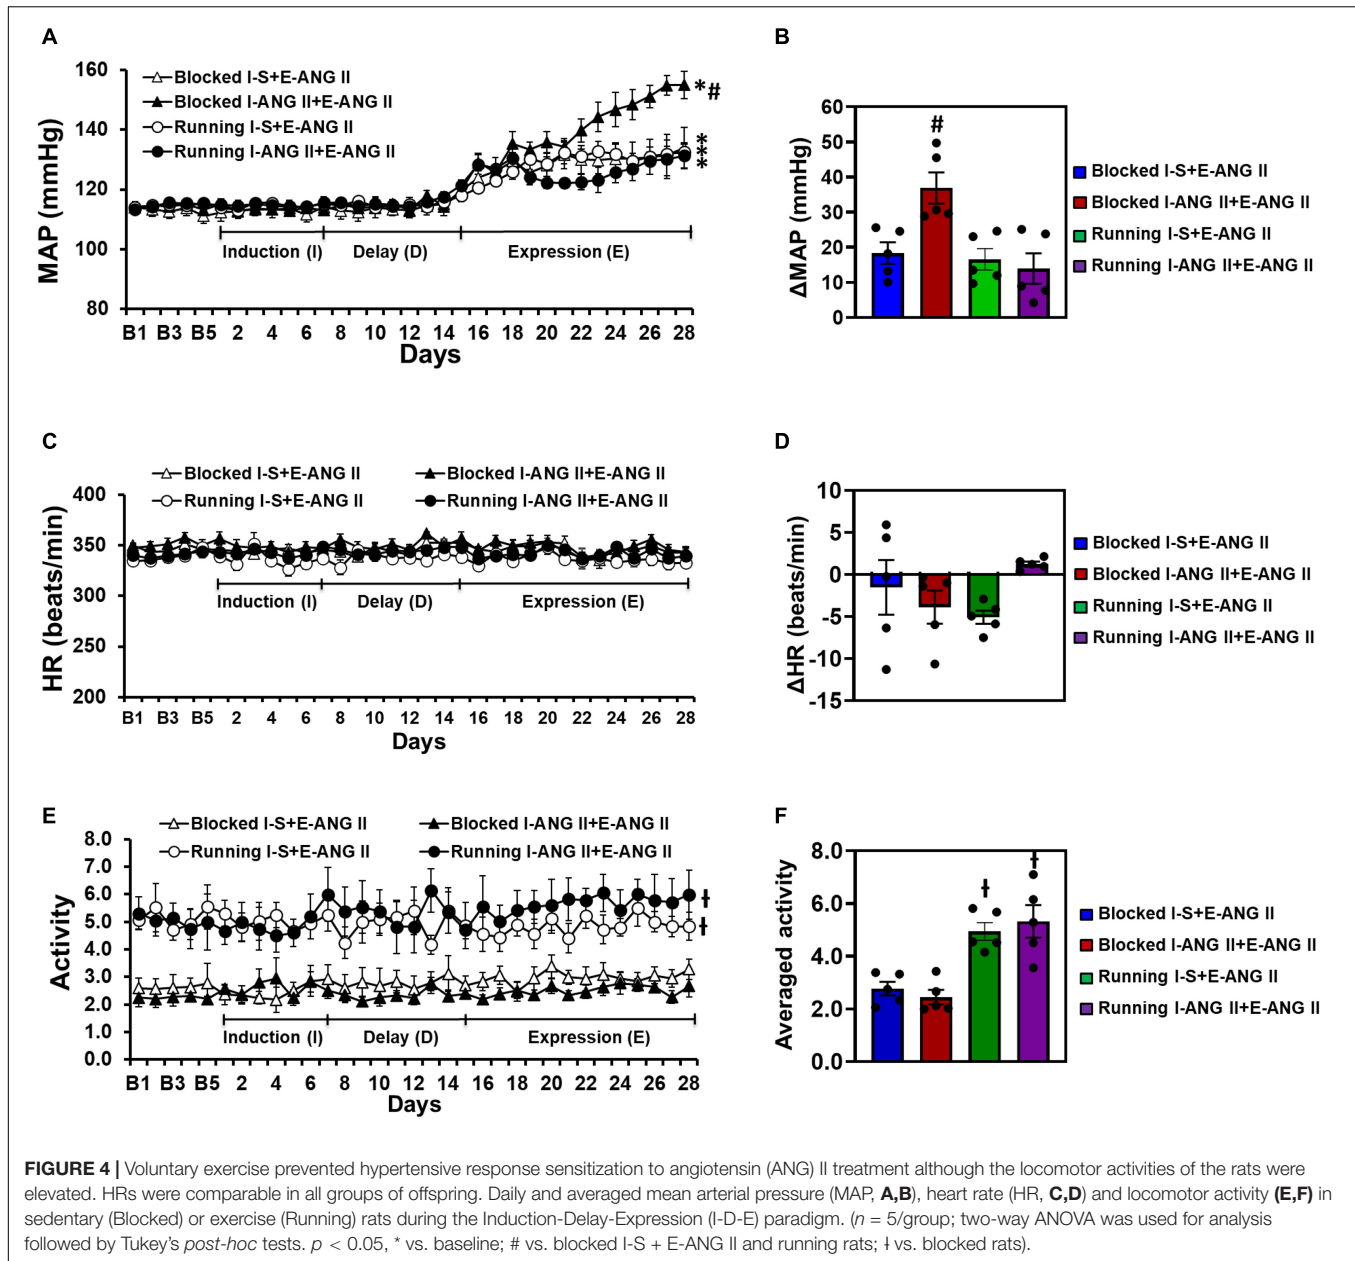 A
160
140
120
100
80
MAP (mmHg)
Blocked I-S+E-ANG II
Blocked I-ANG II+E-ANG II
Running I-S+E-ANG II
Running I-ANG II+E-ANG II
*#
*
*
*
Induction (I) Delay (D) Expression (E)
B1 B3 B5 2 4 6 8 10 12 14 16 18 20 22 24 26 28
Days
B
60
50
40
30
20
10
0
ΔMAP (mmHg)
#
Blocked I-S+E-ANG II
Blocked I-ANG II+E-ANG II
Running I-S+E-ANG II
Running I-ANG II+E-ANG II
C
Blocked I-S+E-ANG II Blocked I-ANG II+E-ANG II
Running I-S+E-ANG II Running I-ANG II+E-ANG II
400
350
300
250
200
HR (beats/min)
Induction (I) Delay (D) Expression (E)
B1 B3 B5 2 4 6 8 10 12 14 16 18 20 22 24 26 28
Days
D
10
5
0
-5
-10
-15
ΔHR (beats/min)
Blocked I-S+E-ANG II
Blocked I-ANG II+E-ANG II
Running I-S+E-ANG II
Running I-ANG II+E-ANG II
E
Blocked I-S+E-ANG II Blocked I-ANG II+E-ANG II
Running I-S+E-ANG II Running I-ANG II+E-ANG II
8.0
7.0
6.0
5.0
4.0
3.0
2.0
1.0
0.0
Activity
ƚ
ƚ
Induction (I) Delay (D) Expression (E)
B1 B3 B5 2 4 6 8 10 12 14 16 18 20 22 24 26 28
Days
F
8.0
6.0
4.0
2.0
0.0
Averaged activity
ƚ
ƚ
Blocked I-S+E-ANG II
Blocked I-ANG II+E-ANG II
Running I-S+E-ANG II
Running I-ANG II+E-ANG II
FIGURE 4 | Voluntary exercise prevented hypertensive response sensitization to angiotensin (ANG) II treatment although the locomotor activities of the rats were
elevated. HRs were comparable in all groups of offspring. Daily and averaged mean arterial pressure (MAP, A,B), heart rate (HR, C,D) and locomotor activity (E,F) in
sedentary (Blocked) or exercise (Running) rats during the Induction-Delay-Expression (I-D-E) paradigm. (n = 5/group; two-way ANOVA was used for analysis
followed by Tukey's post-hoc tests. p < 0.05, * vs. baseline; # vs. blocked I-S + E-ANG II and running rats; ƚ vs. blocked rats).